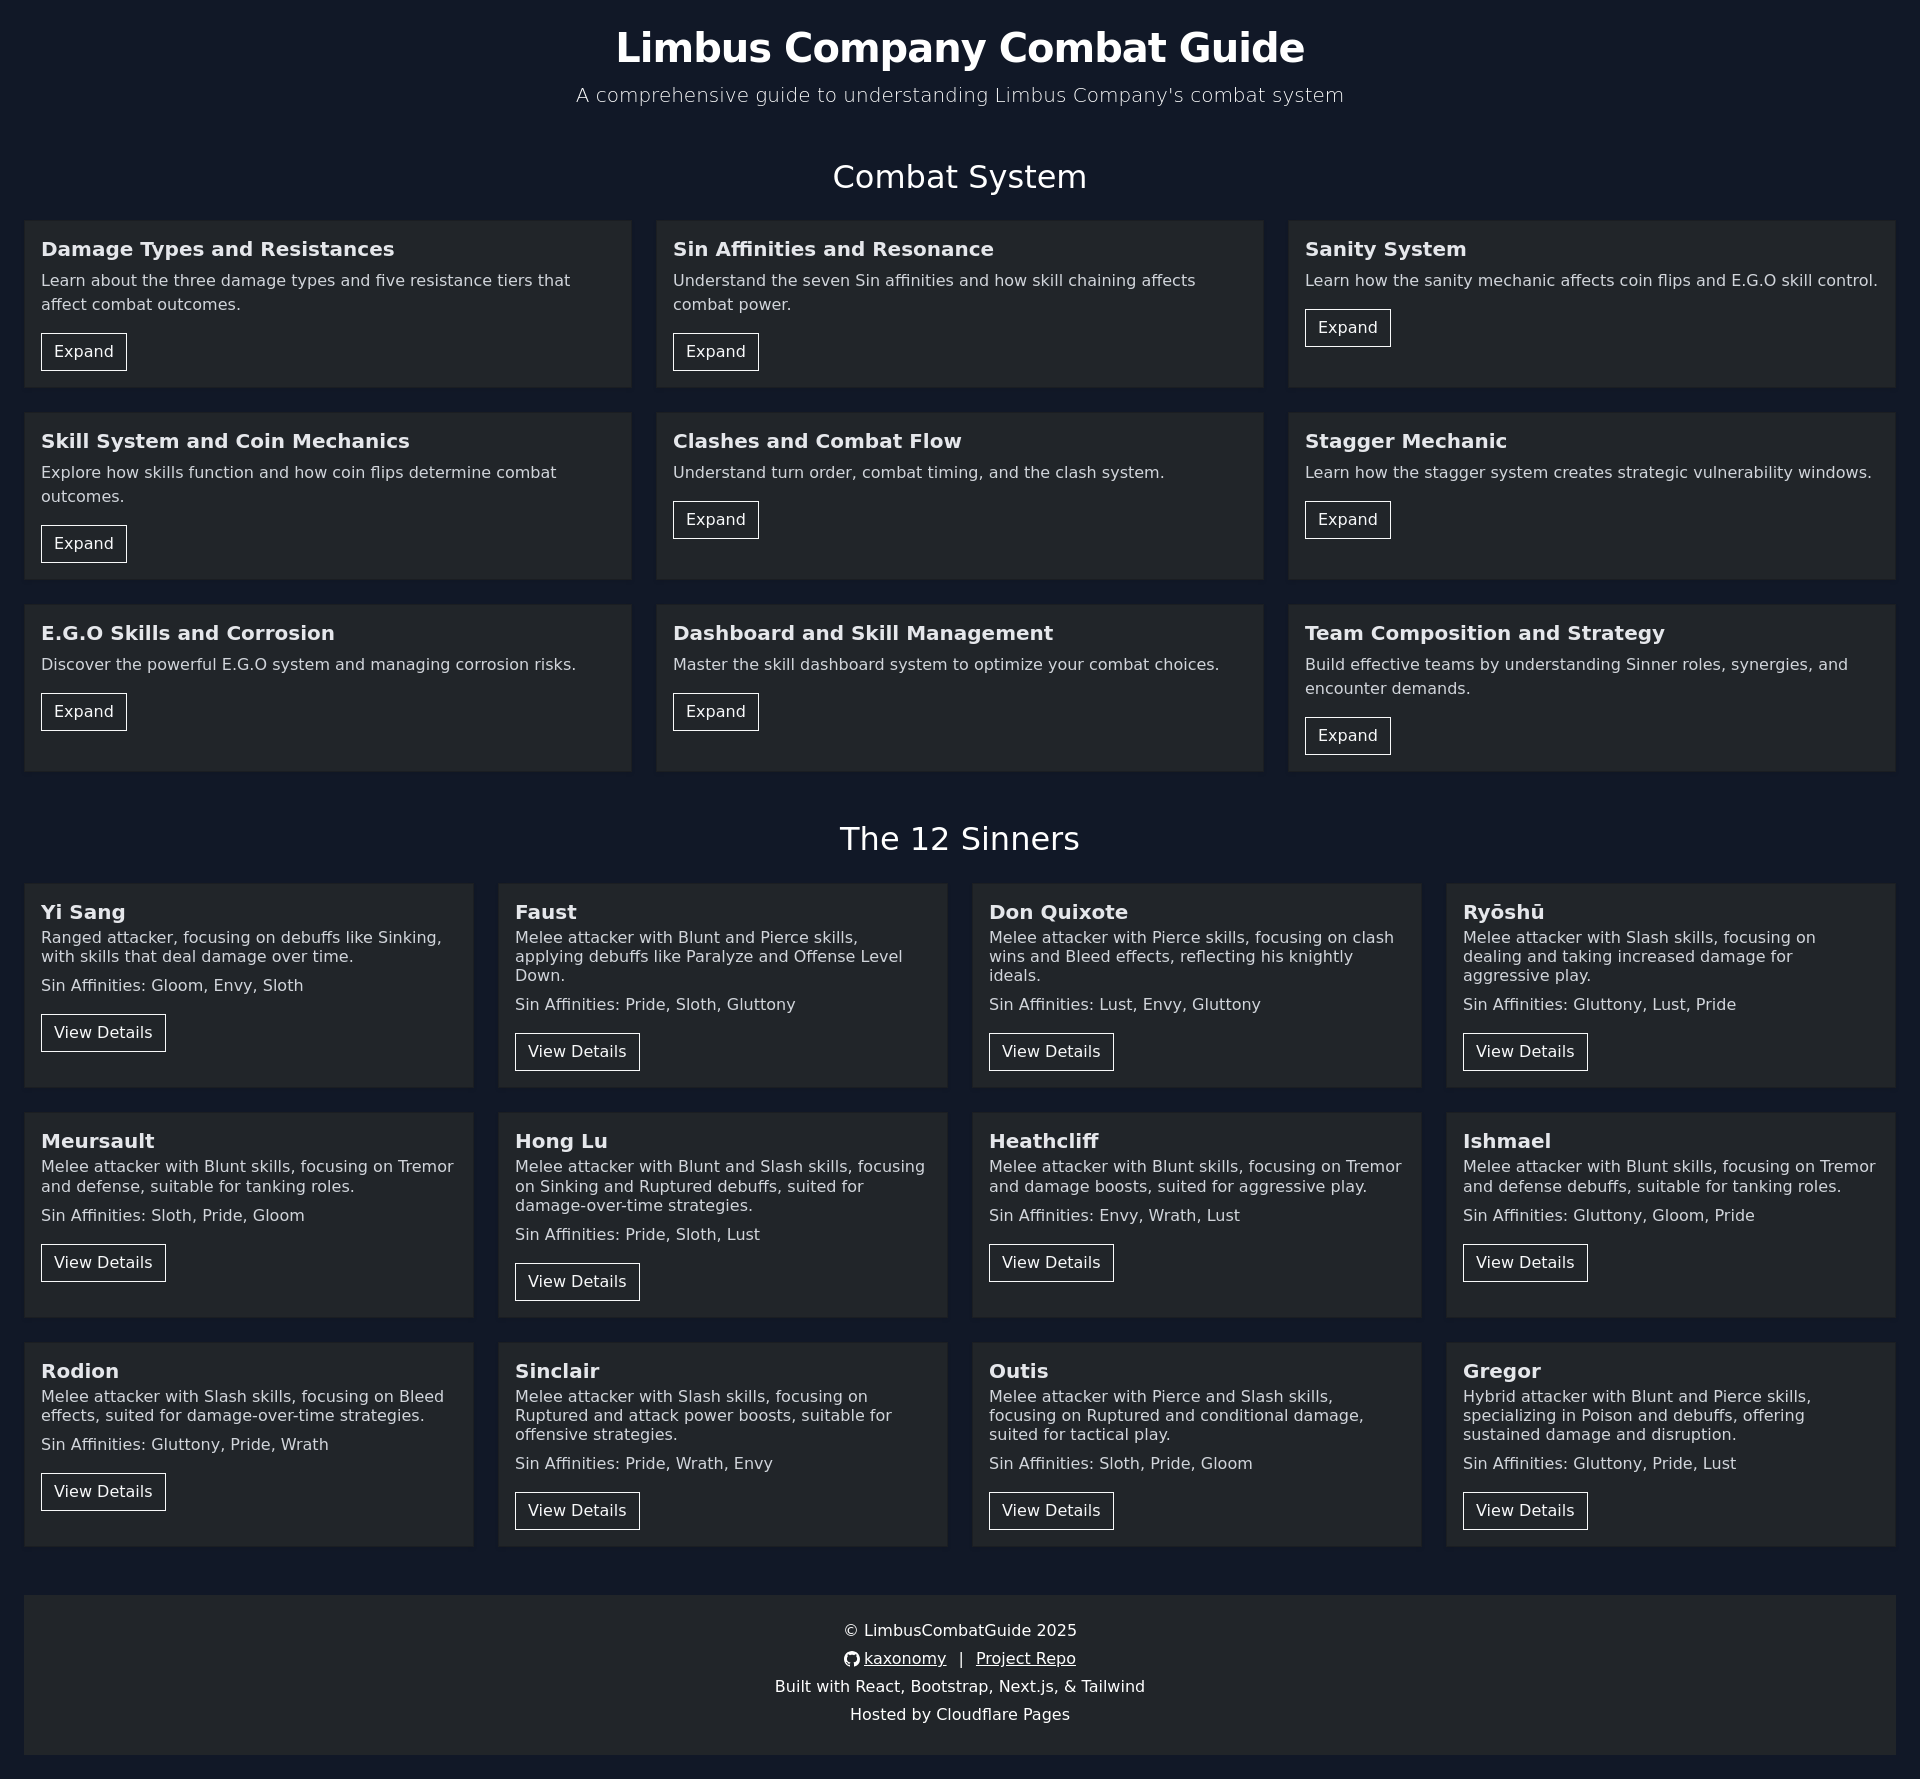 Limbus Company Combat Guide
A comprehensive guide to understanding Limbus Company's combat system
Combat System
Damage Types and Resistances
Learn about the three damage types and five resistance tiers that
affect combat outcomes.
Expand
Sin Affinities and Resonance
Understand the seven Sin affinities and how skill chaining affects
combat power.
Expand
Sanity System
Learn how the sanity mechanic affects coin flips and E.G.O skill control.
Expand
Skill System and Coin Mechanics
Explore how skills function and how coin flips determine combat
outcomes.
Expand
Clashes and Combat Flow
Understand turn order, combat timing, and the clash system.
Expand
Stagger Mechanic
Learn how the stagger system creates strategic vulnerability windows.
Expand
E.G.O Skills and Corrosion
Discover the powerful E.G.O system and managing corrosion risks.
Expand
Dashboard and Skill Management
Master the skill dashboard system to optimize your combat choices.
Expand
Team Composition and Strategy
Build effective teams by understanding Sinner roles, synergies, and
encounter demands.
Expand
The 12 Sinners
Yi Sang
Ranged attacker, focusing on debuffs like Sinking,
with skills that deal damage over time.
Sin Affinities: Gloom, Envy, Sloth
View Details
Faust
Melee attacker with Blunt and Pierce skills,
applying debuffs like Paralyze and Offense Level
Down.
Sin Affinities: Pride, Sloth, Gluttony
View Details
Don Quixote
Melee attacker with Pierce skills, focusing on clash
wins and Bleed effects, reflecting his knightly
ideals.
Sin Affinities: Lust, Envy, Gluttony
View Details
Ryōshū
Melee attacker with Slash skills, focusing on
dealing and taking increased damage for
aggressive play.
Sin Affinities: Gluttony, Lust, Pride
View Details
Meursault
Melee attacker with Blunt skills, focusing on Tremor
and defense, suitable for tanking roles.
Sin Affinities: Sloth, Pride, Gloom
View Details
Hong Lu
Melee attacker with Blunt and Slash skills, focusing
on Sinking and Ruptured debuffs, suited for
damage-over-time strategies.
Sin Affinities: Pride, Sloth, Lust
View Details
Heathcliff
Melee attacker with Blunt skills, focusing on Tremor
and damage boosts, suited for aggressive play.
Sin Affinities: Envy, Wrath, Lust
View Details
Ishmael
Melee attacker with Blunt skills, focusing on Tremor
and defense debuffs, suitable for tanking roles.
Sin Affinities: Gluttony, Gloom, Pride
View Details
Rodion
Melee attacker with Slash skills, focusing on Bleed
effects, suited for damage-over-time strategies.
Sin Affinities: Gluttony, Pride, Wrath
View Details
Sinclair
Melee attacker with Slash skills, focusing on
Ruptured and attack power boosts, suitable for
offensive strategies.
Sin Affinities: Pride, Wrath, Envy
View Details
Outis
Melee attacker with Pierce and Slash skills,
focusing on Ruptured and conditional damage,
suited for tactical play.
Sin Affinities: Sloth, Pride, Gloom
View Details
Gregor
Hybrid attacker with Blunt and Pierce skills,
specializing in Poison and debuffs, offering
sustained damage and disruption.
Sin Affinities: Gluttony, Pride, Lust
View Details
© LimbusCombatGuide 2025
kaxonomy | Project Repo
Built with React, Bootstrap, Next.js, & Tailwind
Hosted by Cloudflare Pages